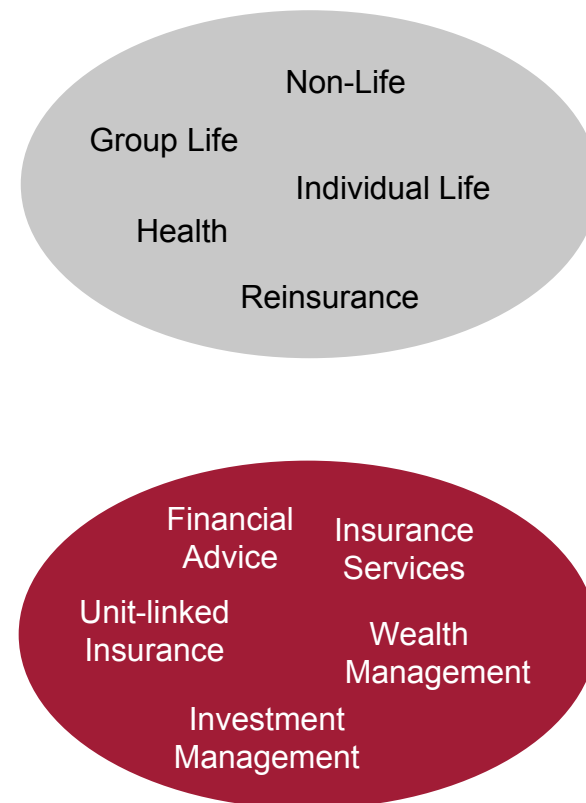 Non-Life
Group Life
Individual Life
Health
Reinsurance
Financial
Advice
Insurance
Services
Unit-linked
Insurance
Wealth
Management
Investment
Management